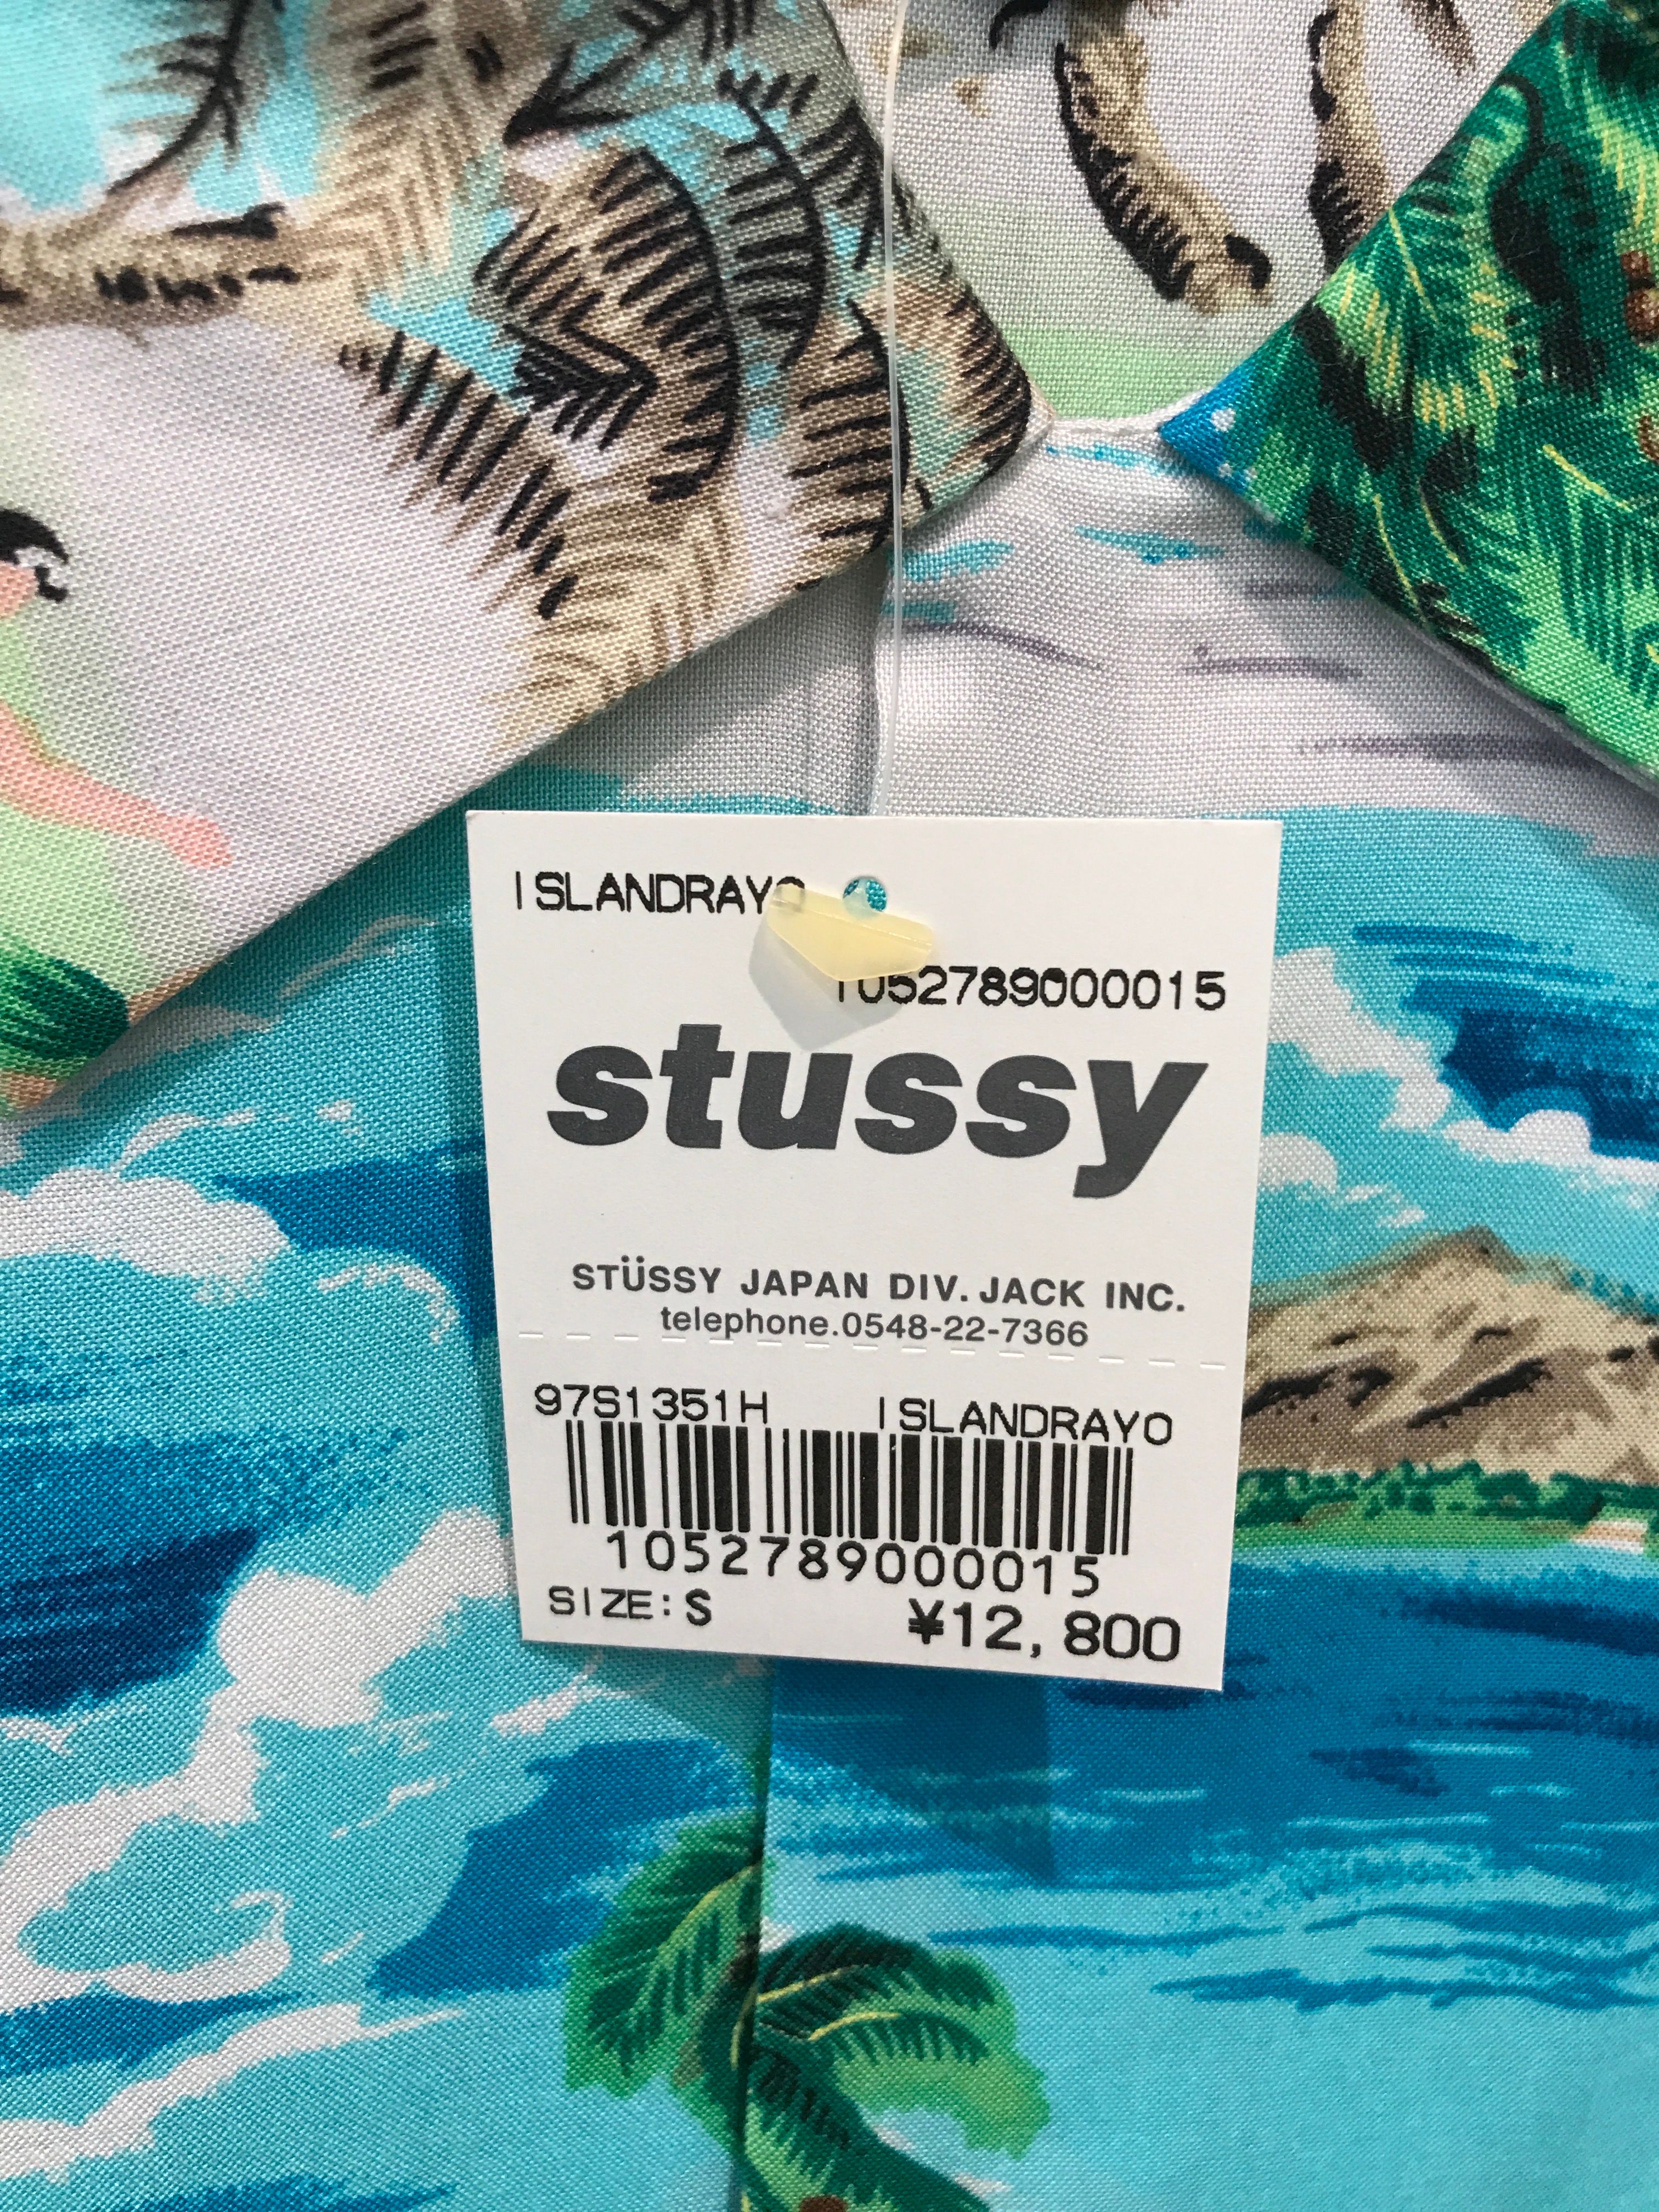 ISLANDRAYO
1052789000015
stussy
STÜSSY JAPAN DIV. JACK INC.
telephone.0548-22-7366
97S1351H ISLANDRAYO
1052789000015
SIZE:S ¥12,800